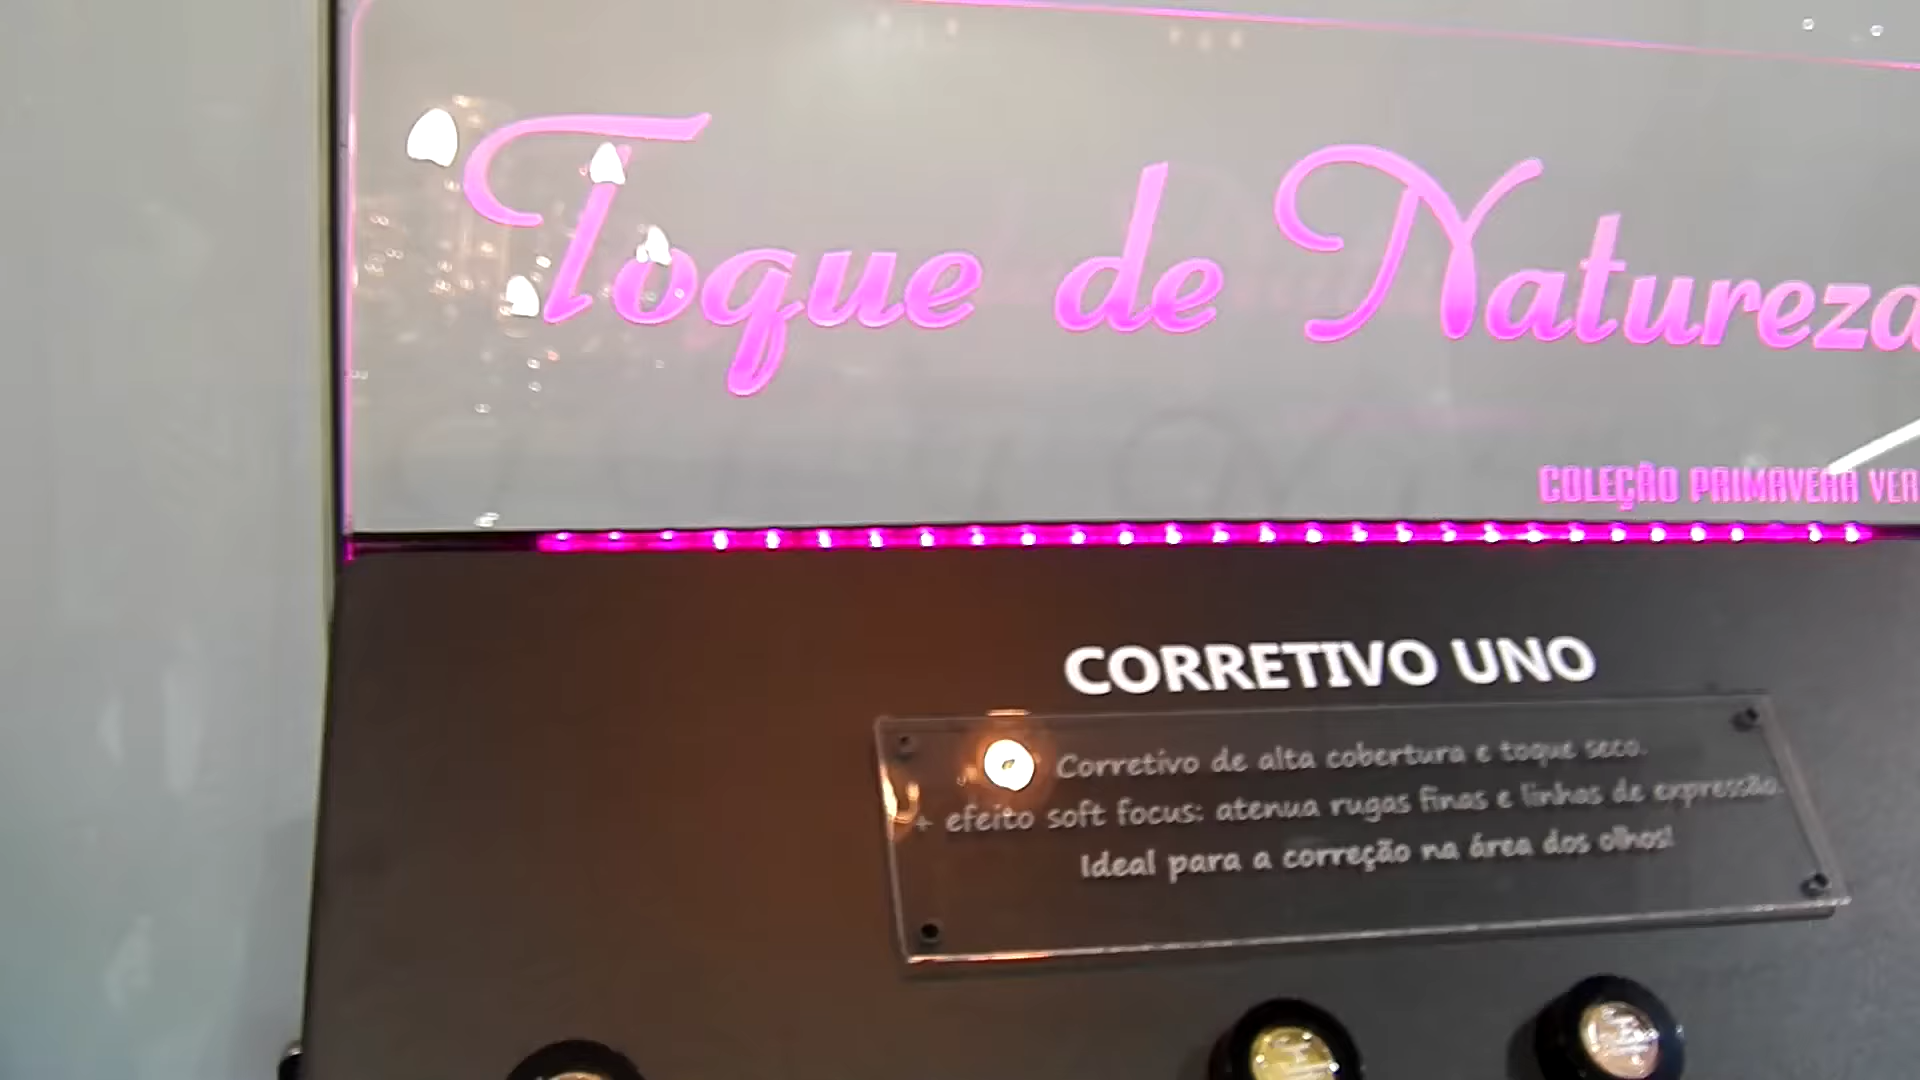 Toque de Natureza
COLEÇÃO PRIMAVERA
CORRETIVO UNO
Corretivo de alta cobertura e toque seco.
+ efeito soft focus: atenua rugas finas e linhas de expressão.
Ideal para a correção na área dos olhos!